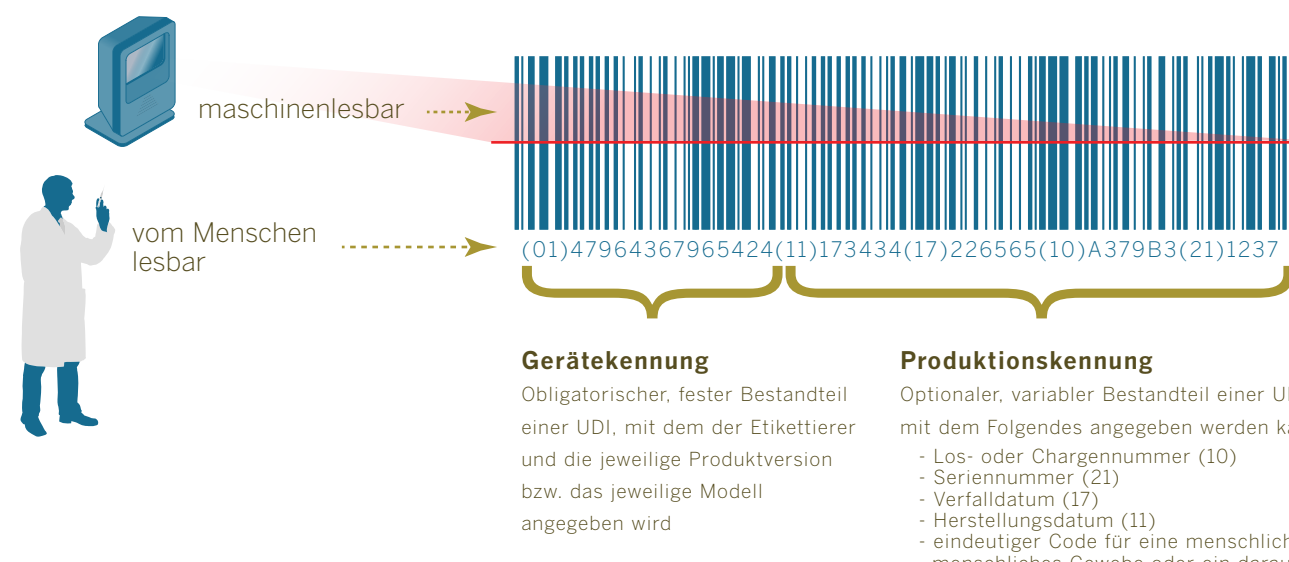 maschinenlesbar
vom Menschen
lesbar
(01)47964367965424(11)173434(17)226565(10)A379B3(21)1237
Gerätekennung
Obligatorischer, fester Bestandteil
einer UDI, mit dem der Etikettierer
und die jeweilige Produktversion
bzw. das jeweilige Modell
angegeben wird
Produktionskennung
Optionaler, variabler Bestandteil einer
mit dem Folgendes angegeben werden
- Los- oder Chargennummer (10)
- Seriennummer (21)
- Verfalldatum (17)
- Herstellungsdatum (11)
- eindeutiger Code für eine